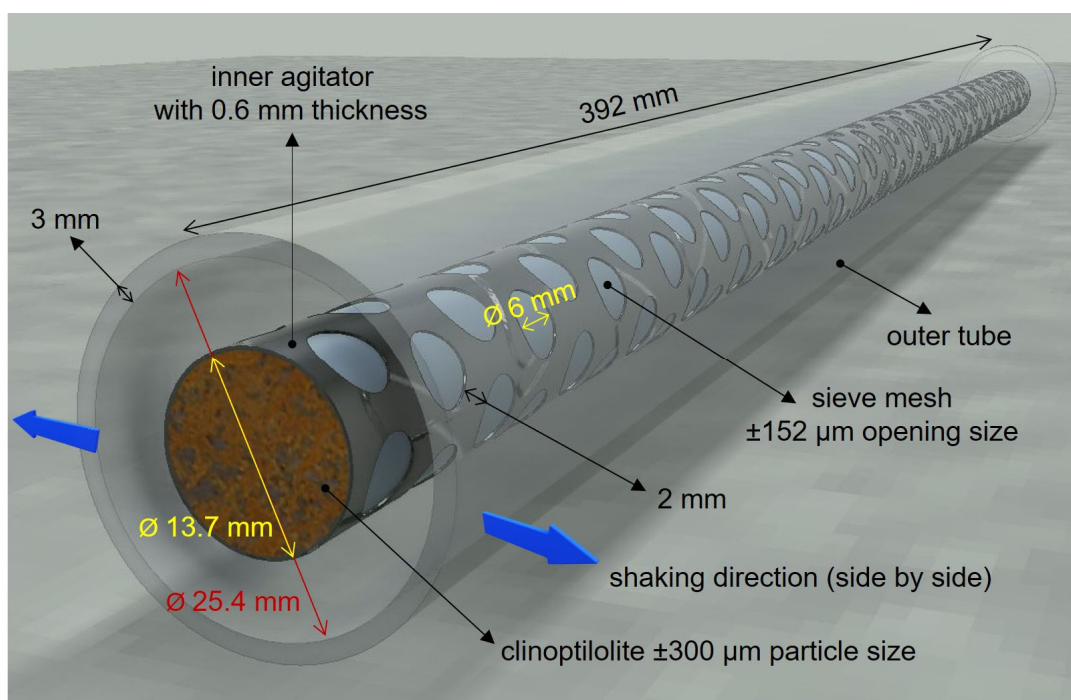 inner agitator
with 0.6 mm thickness
392 mm
3 mm
Ø 6 mm
outer tube
sieve mesh
±152 µm opening size
2 mm
Ø 13.7 mm
shaking direction (side by side)
Ø 25.4 mm
clinoptilolite ±300 µm particle size